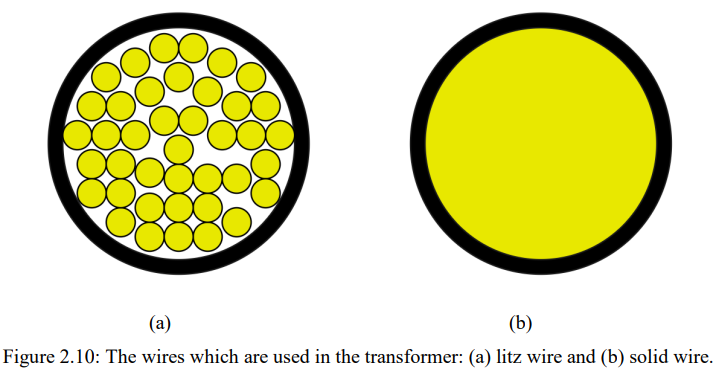 (a) (b)
Figure 2.10: The wires which are used in the transformer: (a) litz wire and (b) solid wire.